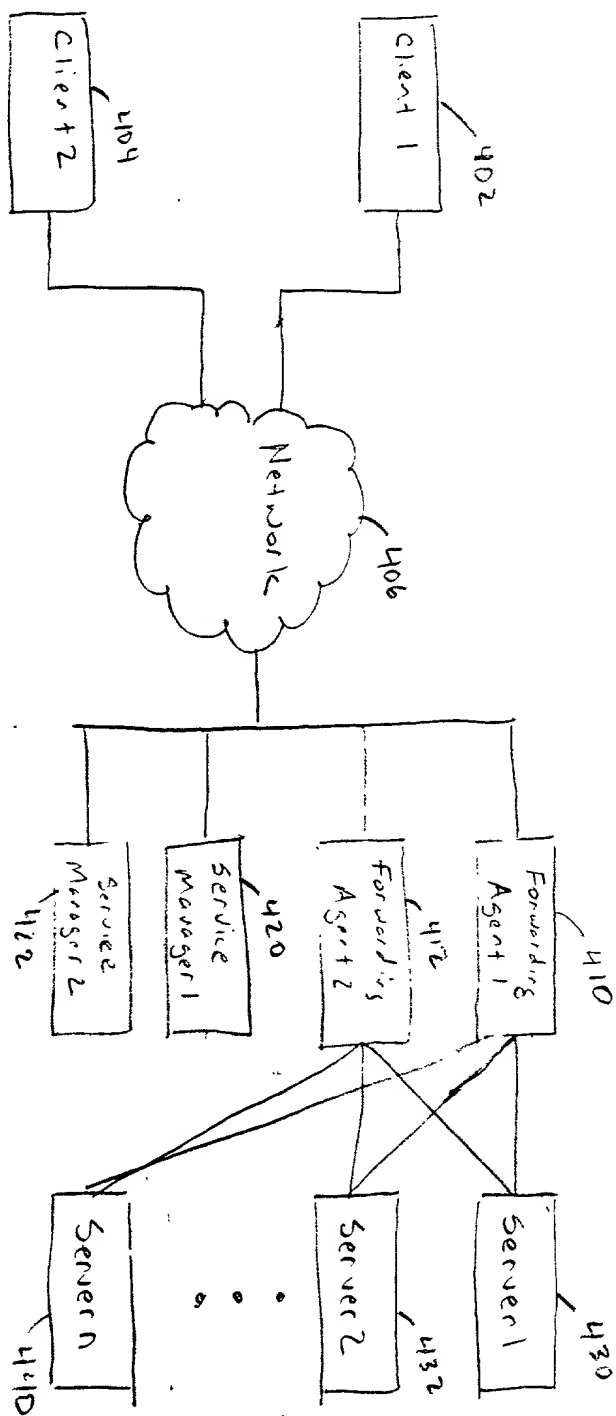 Client 1
402
Client 2
404
Network
406
Forwarding
Agent 1
410
Forwarding
Agent 2
412
Service
Manager 1
420
Service
Manager 2
422
Server 1
430
Server 2
432
Server n
440